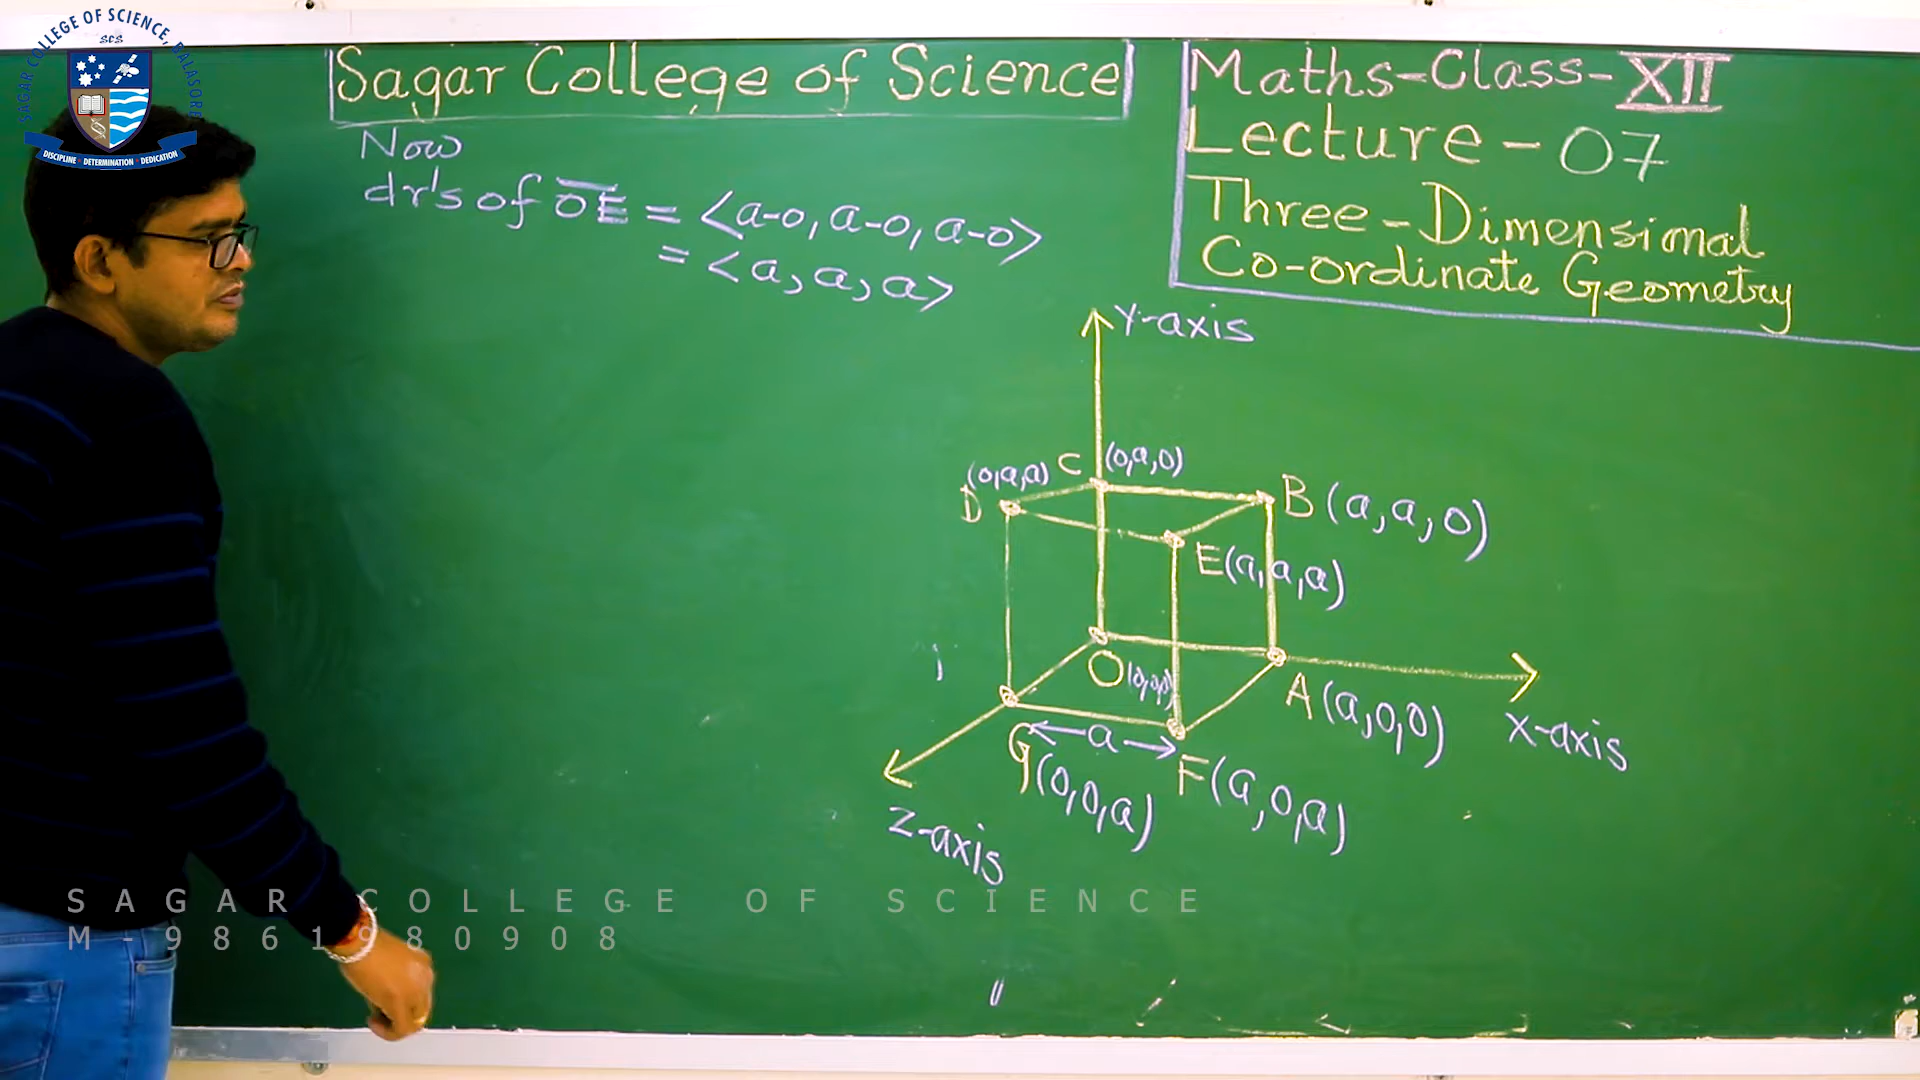 SAGAR COLLEGE OF SCIENCE, BALASORE
SCS
DISCIPLINE DETERMINATION DEDICATION
Sagar College of Science
Maths-Class-XII
Lecture-07
Three-Dimensional
Co-ordinate Geometry
Now
dr's of OE = <a-0, a-0, a-0>
= <a, a, a>
Y-axis
(0,a,a) C (0,a,0)
D
B (a, a, 0)
E(a,a,a)
O (0,0,0)
A (a,0,0)
X-axis
a
G(0,0,a)
F(a,0,a)
Z-axis
SAGAR COLLEGE OF SCIENCE
M-9861980908